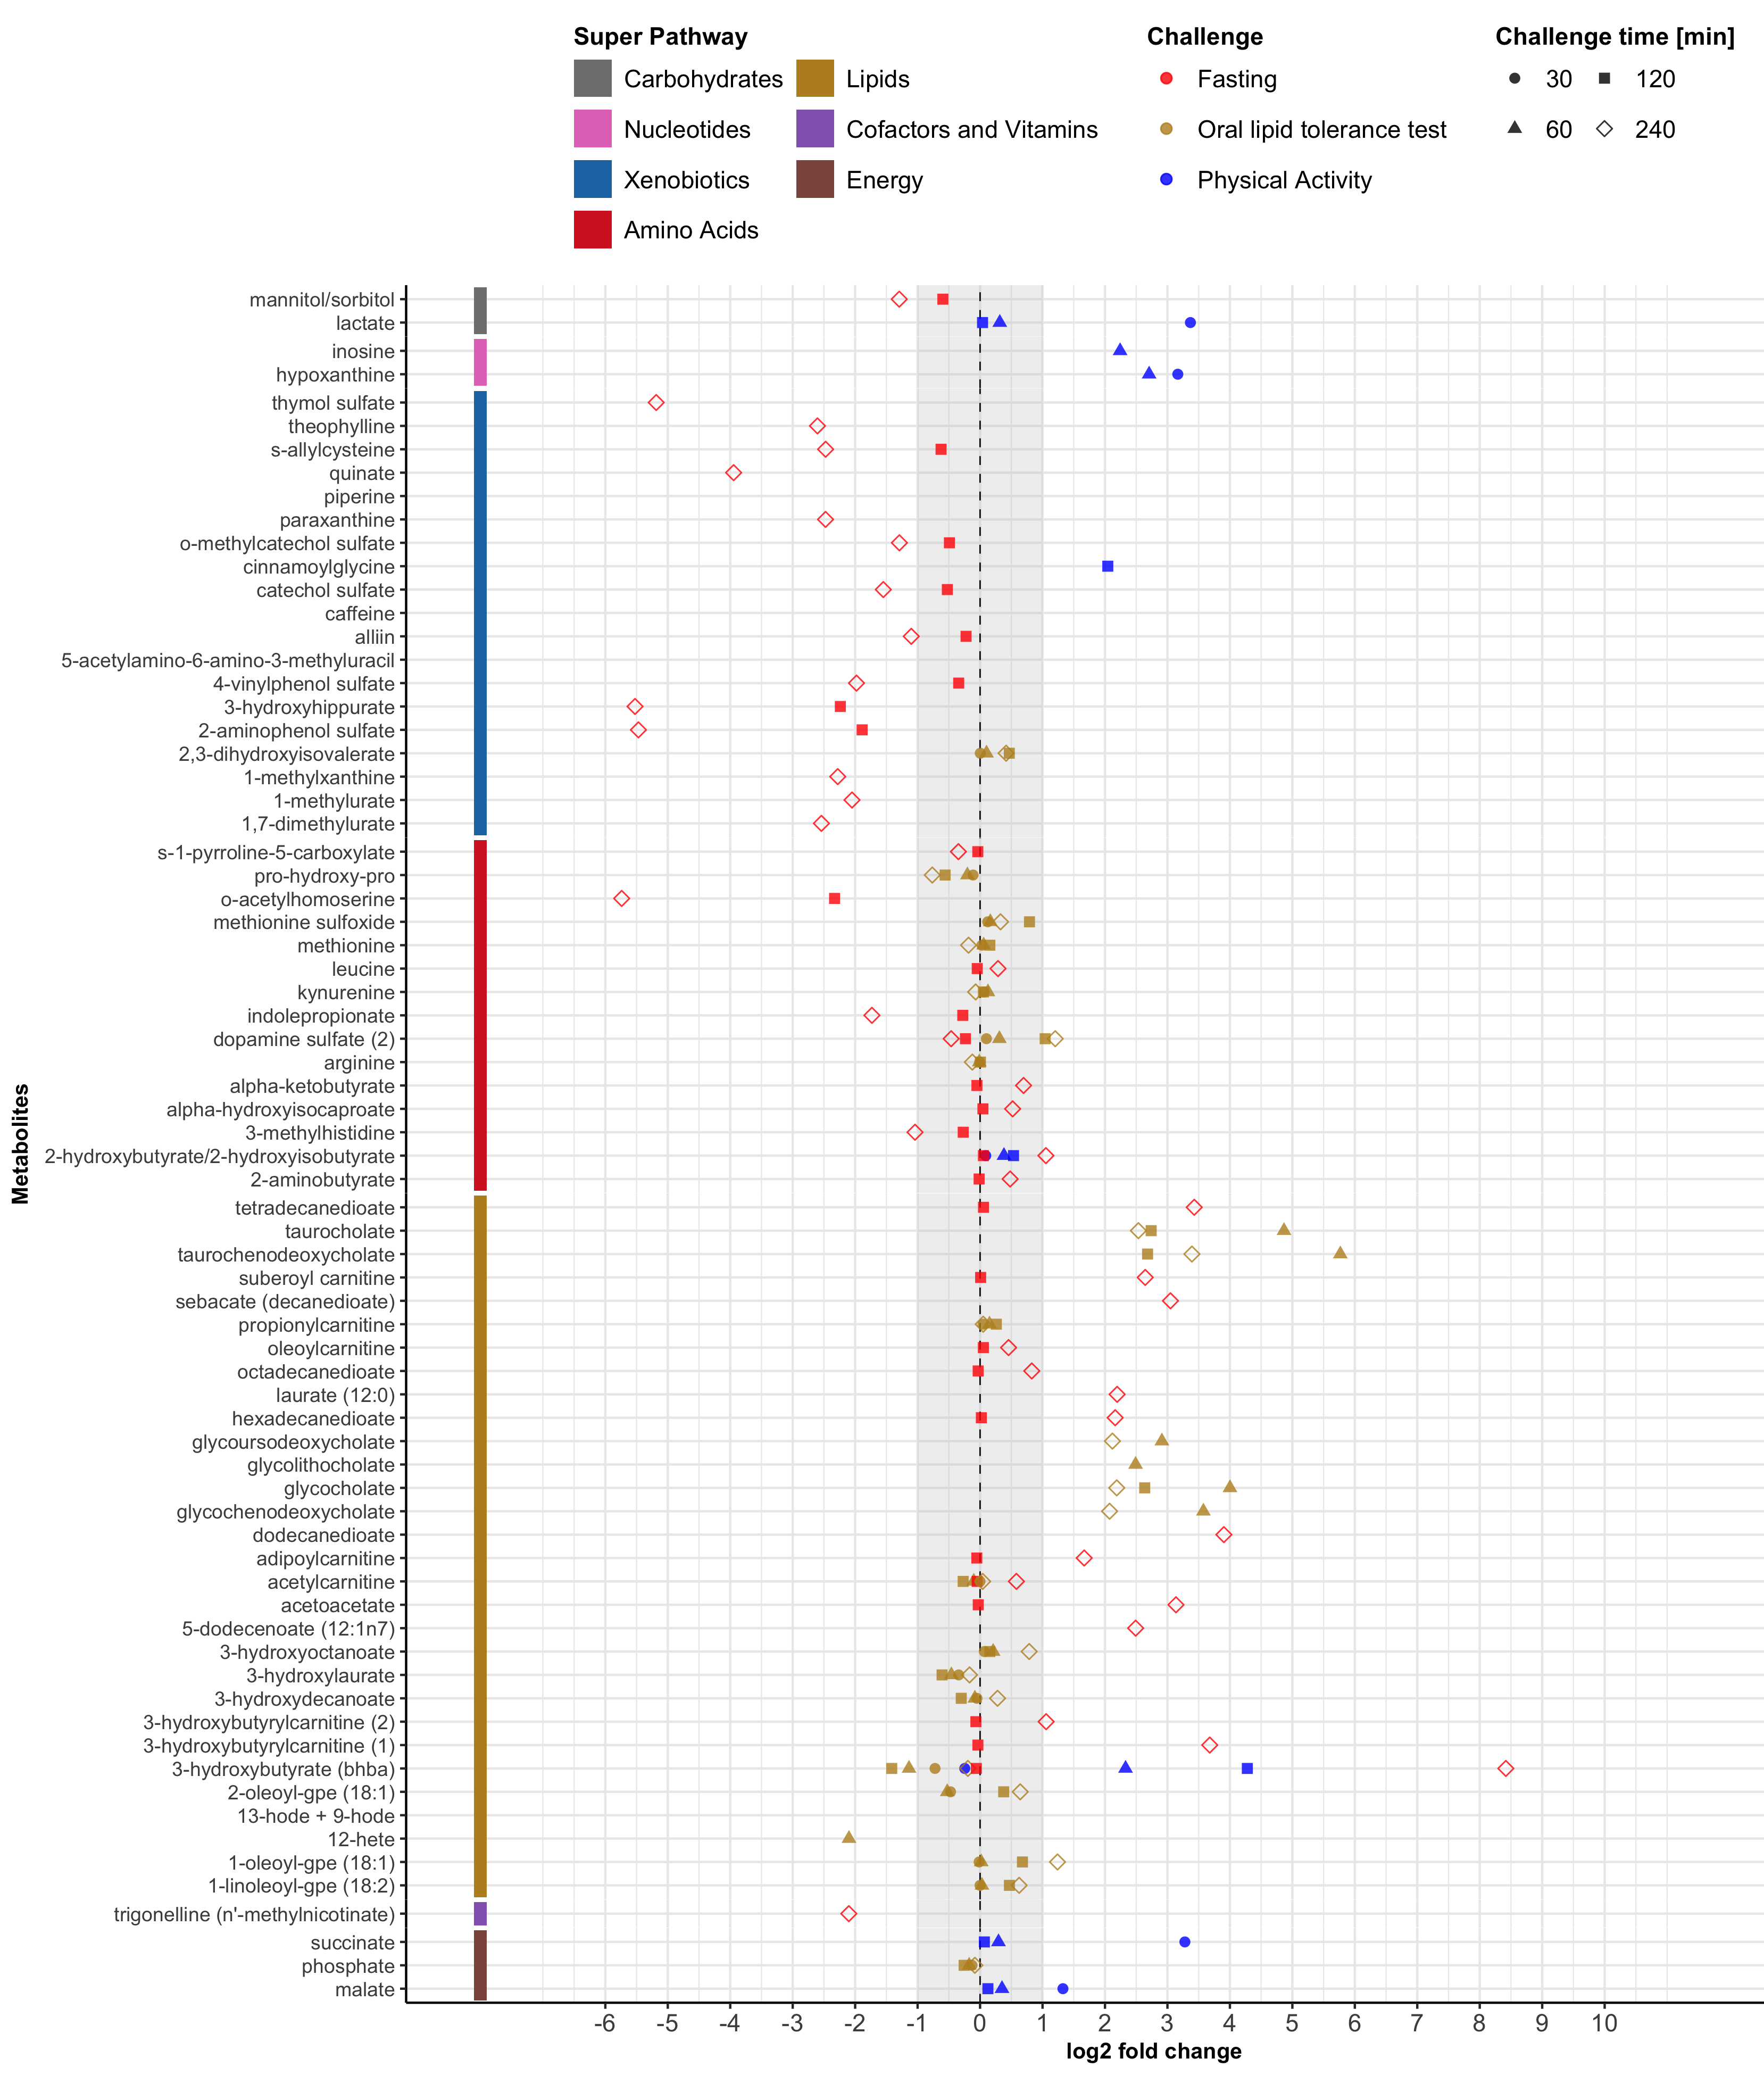 Super Pathway
Challenge
Challenge time [min]
Carbohydrates
Lipids
Fasting
30
120
Nucleotides
Cofactors and Vitamins
Oral lipid tolerance test
60
240
Xenobiotics
Energy
Physical Activity
Amino Acids
Metabolites
mannitol/sorbitol
lactate
inosine
hypoxanthine
thymol sulfate
theophylline
s-allylcysteine
quinate
piperine
paraxanthine
o-methylcatechol sulfate
cinnamoylglycine
catechol sulfate
caffeine
alliin
5-acetylamino-6-amino-3-methyluracil
4-vinylphenol sulfate
3-hydroxyhippurate
2-aminophenol sulfate
2,3-dihydroxyisovalerate
1-methylxanthine
1-methylurate
1,7-dimethylurate
s-1-pyrroline-5-carboxylate
pro-hydroxy-pro
o-acetylhomoserine
methionine sulfoxide
methionine
leucine
kynurenine
indolepropionate
dopamine sulfate (2)
arginine
alpha-ketobutyrate
alpha-hydroxyisocaproate
3-methylhistidine
2-hydroxybutyrate/2-hydroxyisobutyrate
2-aminobutyrate
tetradecanedioate
taurocholate
taurochenodeoxycholate
suberoyl carnitine
sebacate (decanedioate)
propionylcarnitine
oleoylcarnitine
octadecanedioate
laurate (12:0)
hexadecanedioate
glycoursodeoxycholate
glycolithocholate
glycocholate
glycochenodeoxycholate
dodecanedioate
adipoylcarnitine
acetylcarnitine
acetoacetate
5-dodecenoate (12:1n7)
3-hydroxyoctanoate
3-hydroxylaurate
3-hydroxydecanoate
3-hydroxybutyrylcarnitine (2)
3-hydroxybutyrylcarnitine (1)
3-hydroxybutyrate (bhba)
2-oleoyl-gpe (18:1)
13-hode + 9-hode
12-hete
1-oleoyl-gpe (18:1)
1-linoleoyl-gpe (18:2)
trigonelline (n'-methylnicotinate)
succinate
phosphate
malate
-6 -5 -4 -3 -2 -1 0 1 2 3 4 5 6 7 8 9 10
log2 fold change